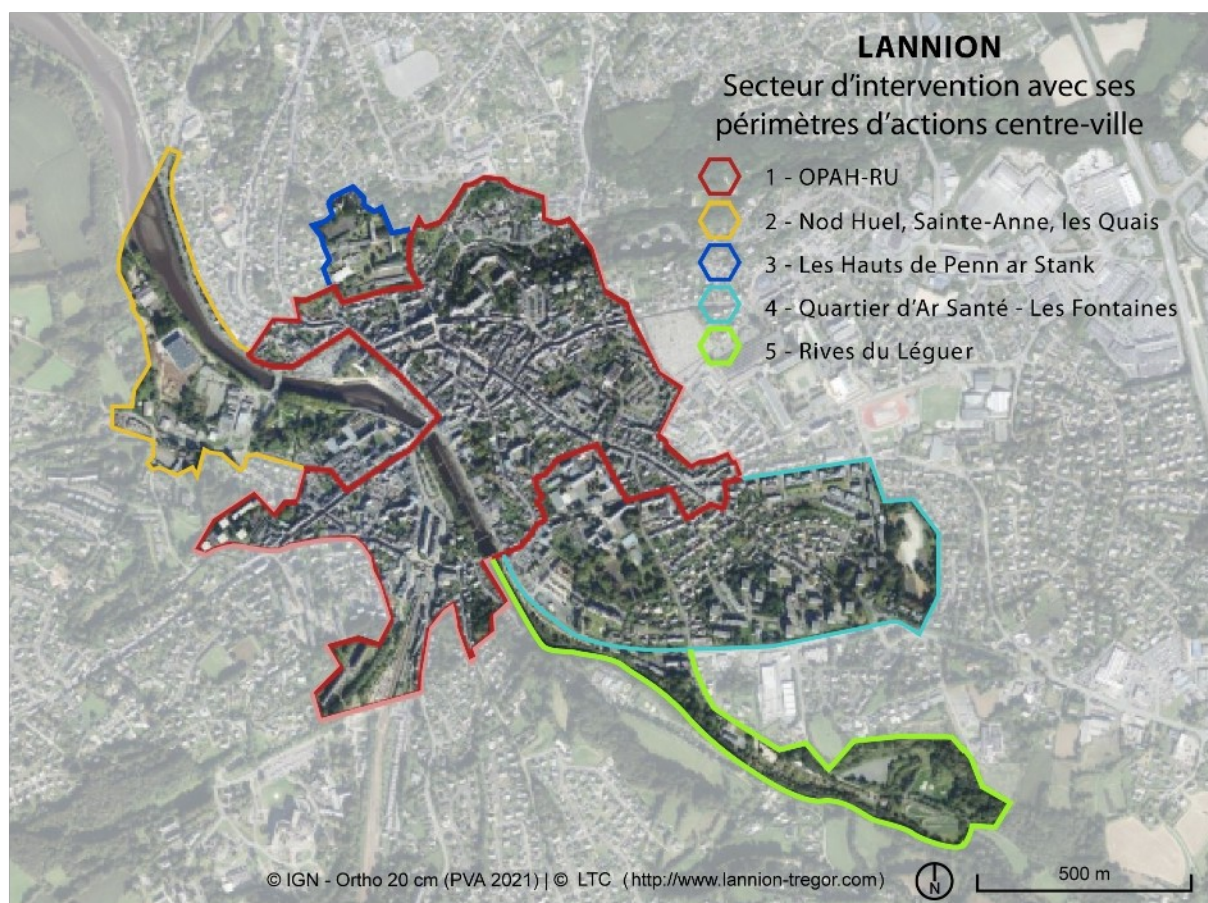 LANNION
Secteur d'intervention avec ses
périmètres d'actions centre-ville
1 - OPAH-RU
2 - Nod Huel, Sainte-Anne, les Quais
3 - Les Hauts de Penn ar Stank
4 - Quartier d'Ar Santé - Les Fontaines
5 - Rives du Léguer
© IGN - Ortho 20 cm (PVA 2021) | © LTC (http://www.lannion-tregor.com)
N
500 m